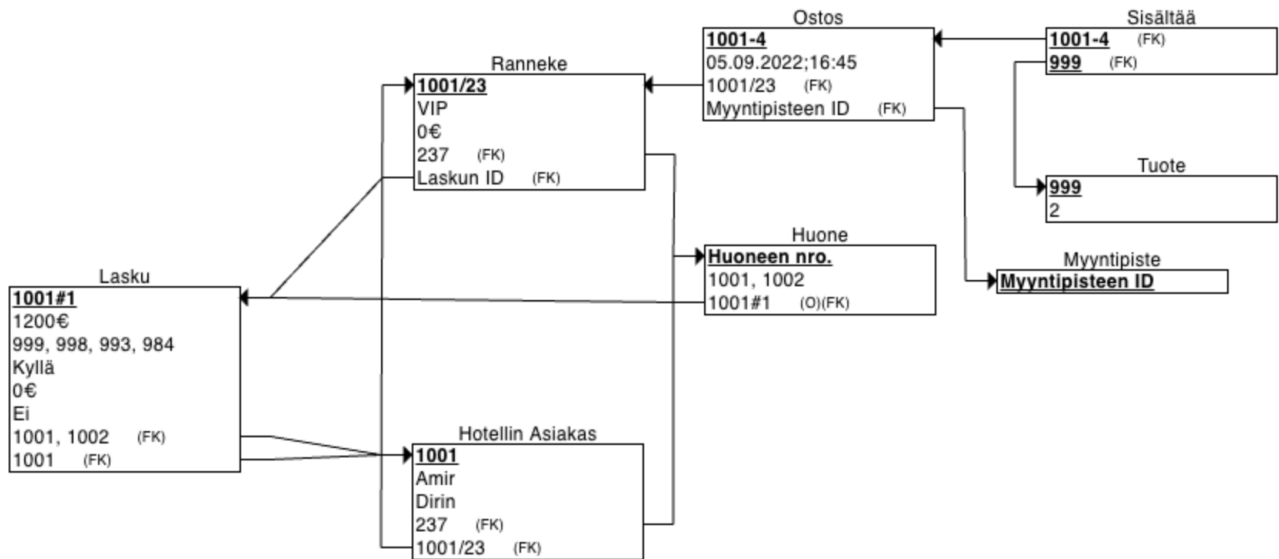 Ostos
1001-4
05.09.2022;16:45
1001/23 (FK)
Myyntipisteen ID (FK)
Sisältää
1001-4 (FK)
999 (FK)
Ranneke
1001/23
VIP
0€
237 (FK)
Laskun ID (FK)
Tuote
999
2
Huone
Huoneen nro.
1001, 1002
1001#1 (O)(FK)
Myyntipiste
Myyntipisteen ID
Lasku
1001#1
1200€
999, 998, 993, 984
Kyllä
0€
Ei
1001, 1002 (FK)
1001 (FK)
Hotellin Asiakas
1001
Amir
Dirin
237 (FK)
1001/23 (FK)